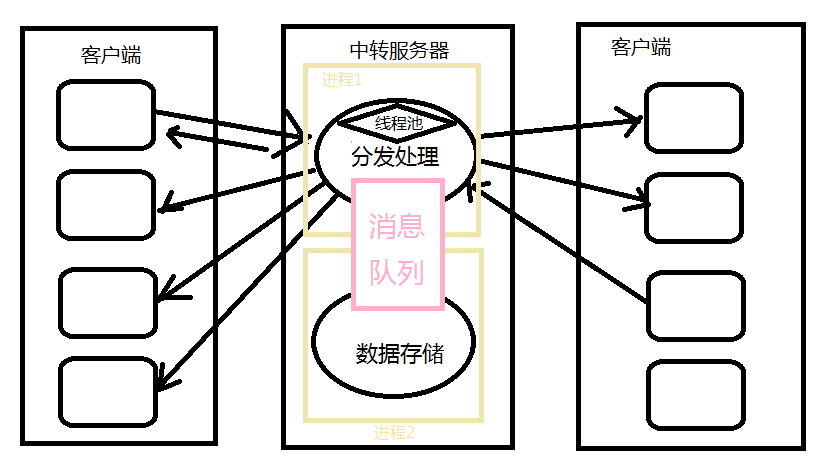 客户端
中转服务器
客户端
进程1
线程池
分发处理
消息
队列
数据存储
进程2